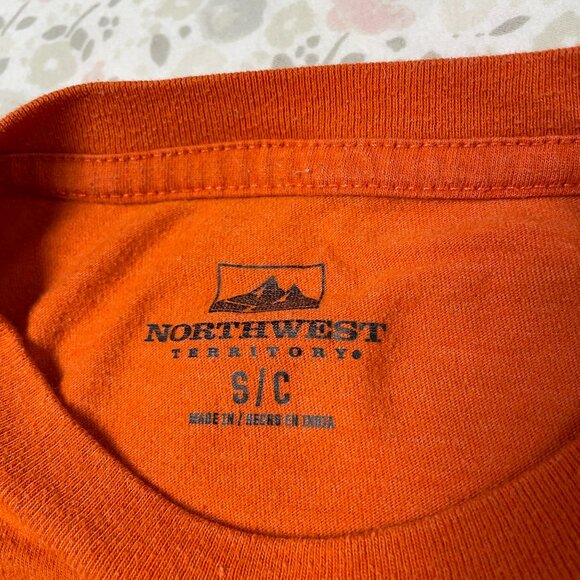 NORTHWEST
TERRITORY
S/C
MADE IN / HECHO EN INDIA